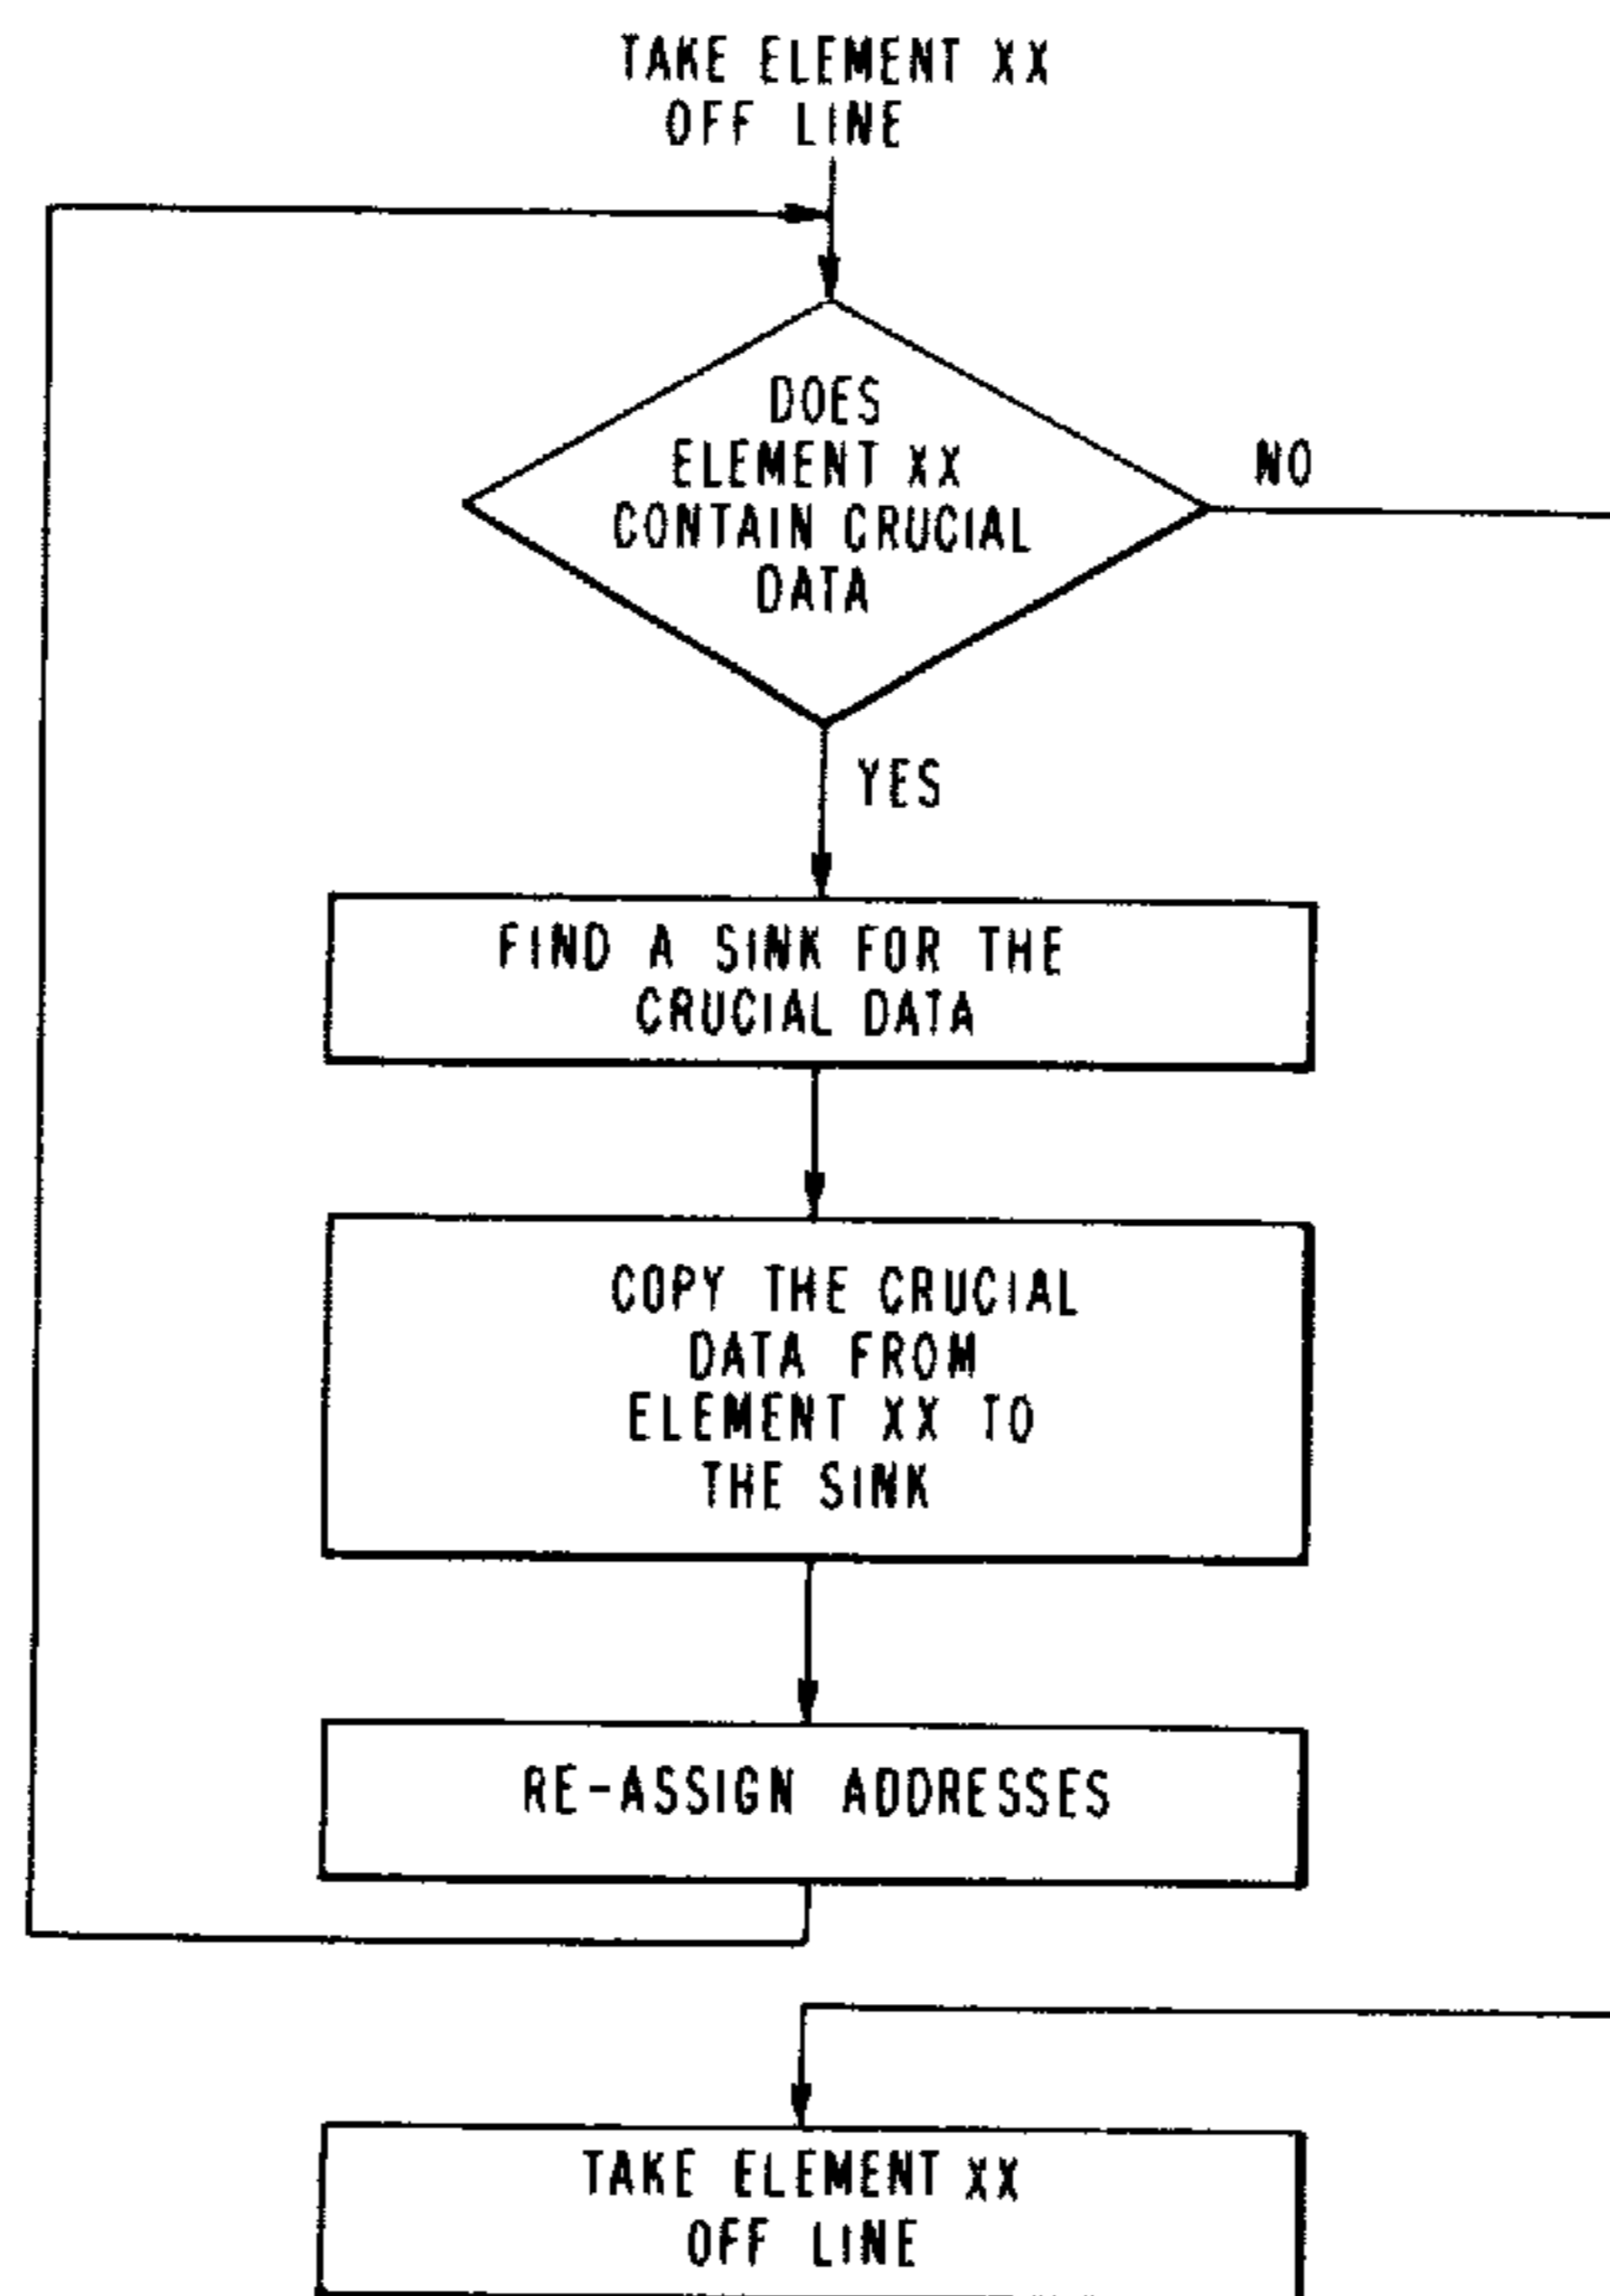 TAKE ELEMENT XX
OFF LINE
DOES
ELEMENT XX
CONTAIN CRUCIAL
DATA
NO
YES
FIND A SINK FOR THE
CRUCIAL DATA
COPY THE CRUCIAL
DATA FROM
ELEMENT XX TO
THE SINK
RE-ASSIGN ADDRESSES
TAKE ELEMENT XX
OFF LINE